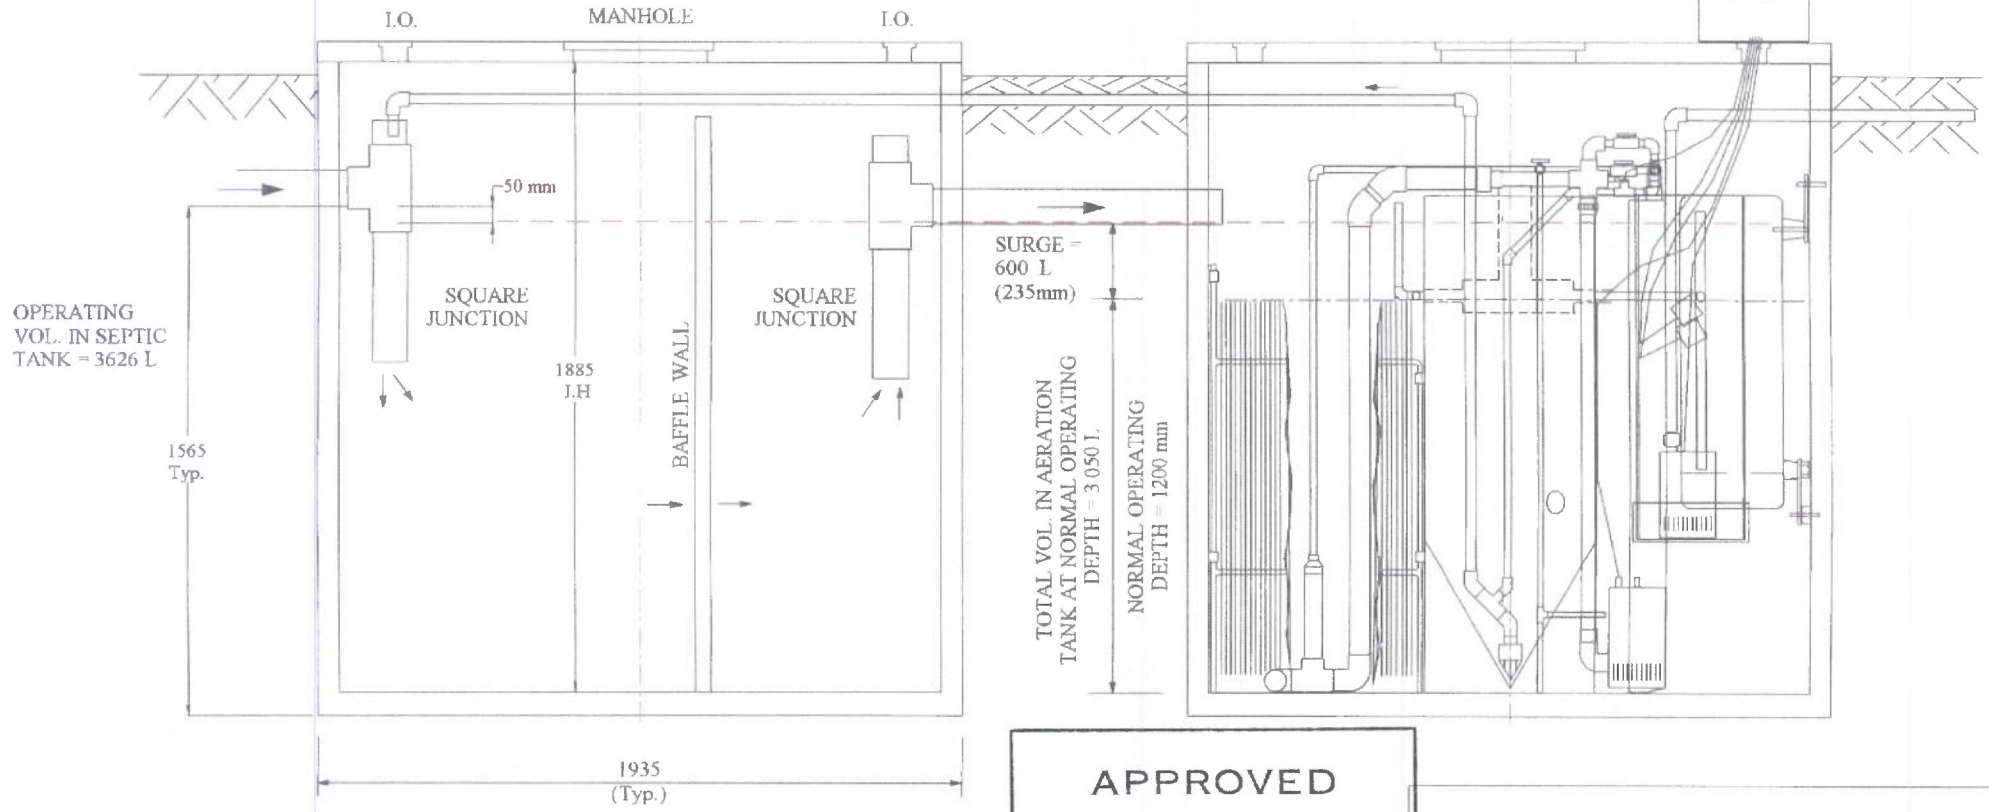 I.O.
MANHOLE
I.O.
50 mm
SURGE =
600 L
(235mm)
SQUARE
JUNCTION
SQUARE
JUNCTION
OPERATING
VOL. IN SEPTIC
TANK = 3626 L
1885
I.H
BAFFLE WALL
TOTAL VOL. IN AERATION
TANK AT NORMAL OPERATING
DEPTH = 3 050 L
NORMAL OPERATING
DEPTH = 1200 mm
1565
Typ.
1935
(Typ.)
APPROVED